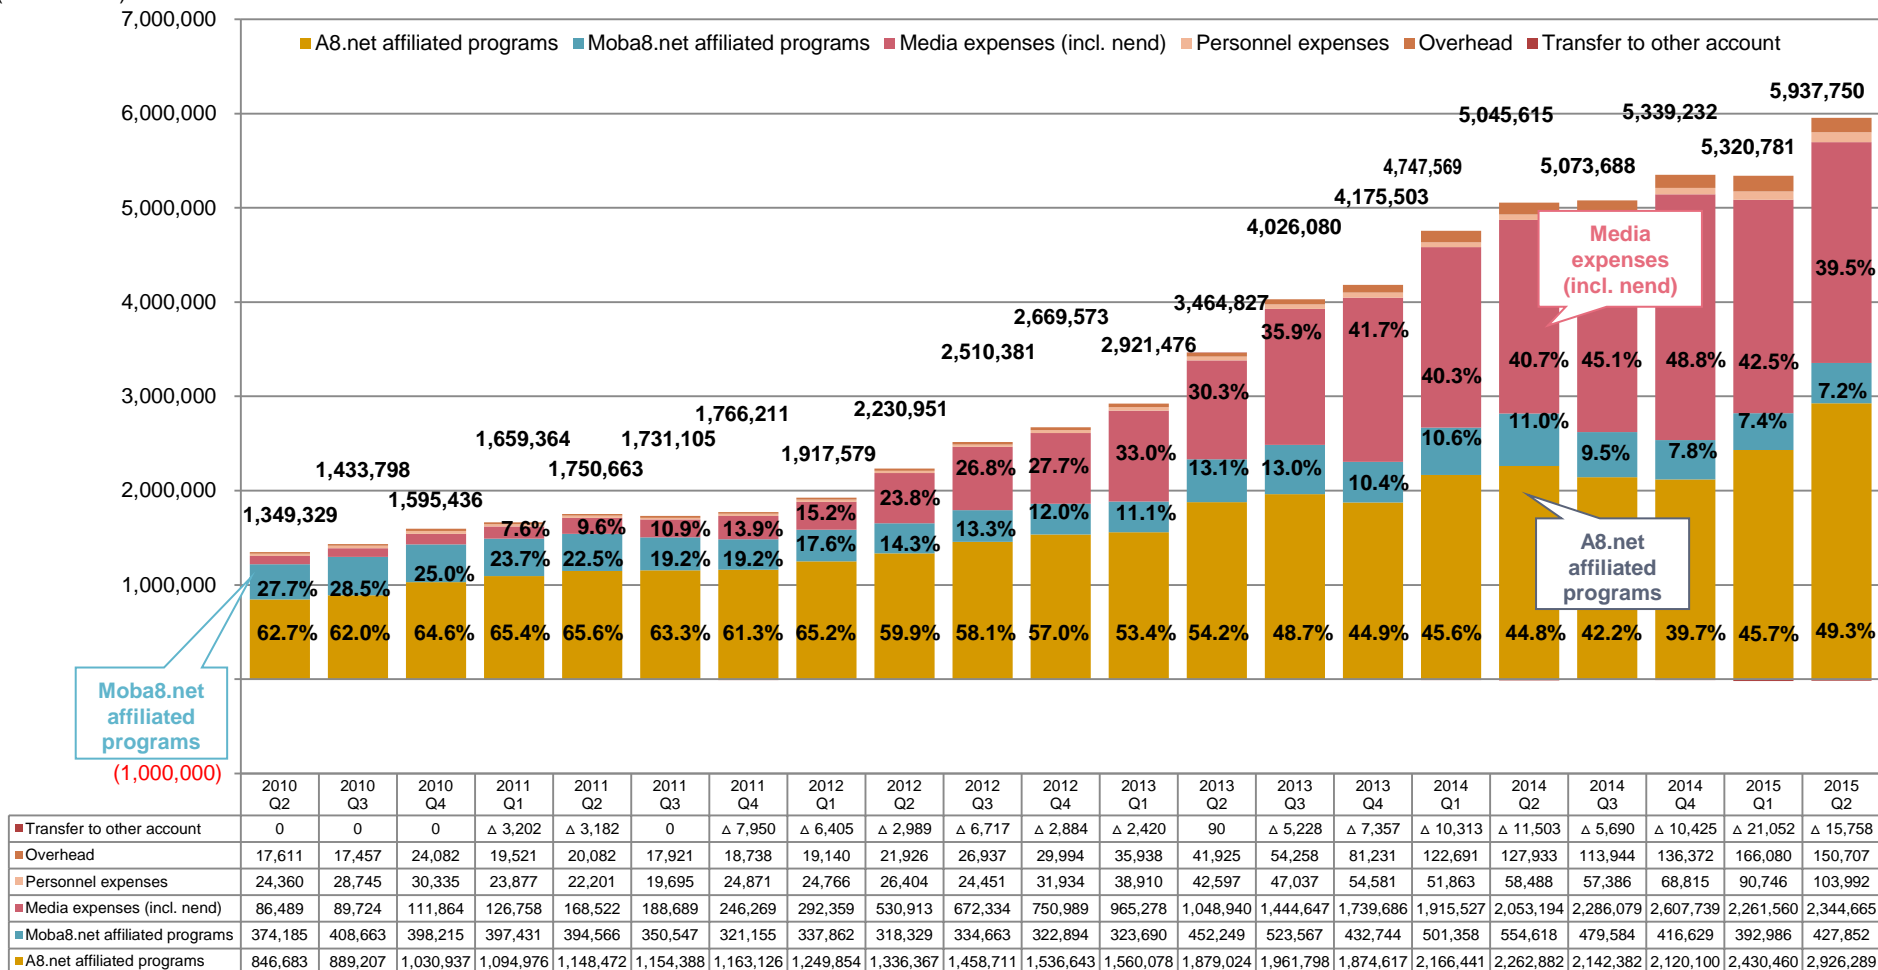 7,000,000
A8.net affiliated programs Moba8.net affiliated programs Media expenses (incl. nend) Personnel expenses Overhead Transfer to other account
6,000,000
5,000,000
4,000,000
3,000,000
2,000,000
1,000,000
(1,000,000)
1,349,329
1,433,798
1,595,436
1,659,364
1,750,663
1,731,105
1,766,211
1,917,579
2,230,951
2,510,381
2,669,573
2,921,476
3,464,827
4,026,080
4,175,503
4,747,569
5,045,615
5,073,688
5,339,232
5,320,781
5,937,750
7.6% 9.6% 10.9% 13.9% 15.2% 23.8% 26.8% 27.7% 33.0% 30.3% 35.9% 41.7% 40.3% 40.7% 45.1% 48.8% 42.5% 39.5%
27.7% 28.5% 25.0% 23.7% 22.5% 19.2% 19.2% 17.6% 14.3% 13.3% 12.0% 11.1% 13.1% 13.0% 10.4% 10.6% 11.0% 9.5% 7.8% 7.4% 7.2%
62.7% 62.0% 64.6% 65.4% 65.6% 63.3% 61.3% 65.2% 59.9% 58.1% 57.0% 53.4% 54.2% 48.7% 44.9% 45.6% 44.8% 42.2% 39.7% 45.7% 49.3%
Media
expenses
(incl. nend)
A8.net
affiliated
programs
Moba8.net
affiliated
programs
2010 2010 2010 2011 2011 2011 2011 2012 2012 2012 2012 2013 2013 2013 2013 2014 2014 2014 2014 2015 2015
Q2 Q3 Q4 Q1 Q2 Q3 Q4 Q1 Q2 Q3 Q4 Q1 Q2 Q3 Q4 Q1 Q2 Q3 Q4 Q1 Q2
Transfer to other account 0 0 0 △ 3,202 △ 3,182 0 △ 7,950 △ 6,405 △ 2,989 △ 6,717 △ 2,884 △ 2,420 90 △ 5,228 △ 7,357 △ 10,313 △ 11,503 △ 5,690 △ 10,425 △ 21,052 △ 15,758
Overhead 17,611 17,457 24,082 19,521 20,082 17,921 18,738 19,140 21,926 26,937 29,994 35,938 41,925 54,258 81,231 122,691 127,933 113,944 136,372 166,080 150,707
Personnel expenses 24,360 28,745 30,335 23,877 22,201 19,695 24,871 24,766 26,404 24,451 31,934 38,910 42,597 47,037 54,581 51,863 58,488 57,386 68,815 90,746 103,992
Media expenses (incl. nend) 86,489 89,724 111,864 126,758 168,522 188,689 246,269 292,359 530,913 672,334 750,989 965,278 1,048,940 1,444,647 1,739,686 1,915,527 2,053,194 2,286,079 2,607,739 2,261,560 2,344,665
Moba8.net affiliated programs 374,185 408,663 398,215 397,431 394,566 350,547 321,155 337,862 318,329 334,663 322,894 323,690 452,249 523,567 432,744 501,358 554,618 479,584 416,629 392,986 427,852
A8.net affiliated programs 846,683 889,207 1,030,937 1,094,976 1,148,472 1,154,388 1,163,126 1,249,854 1,336,367 1,458,711 1,536,643 1,560,078 1,879,024 1,961,798 1,874,617 2,166,441 2,262,882 2,142,382 2,120,100 2,430,460 2,926,289